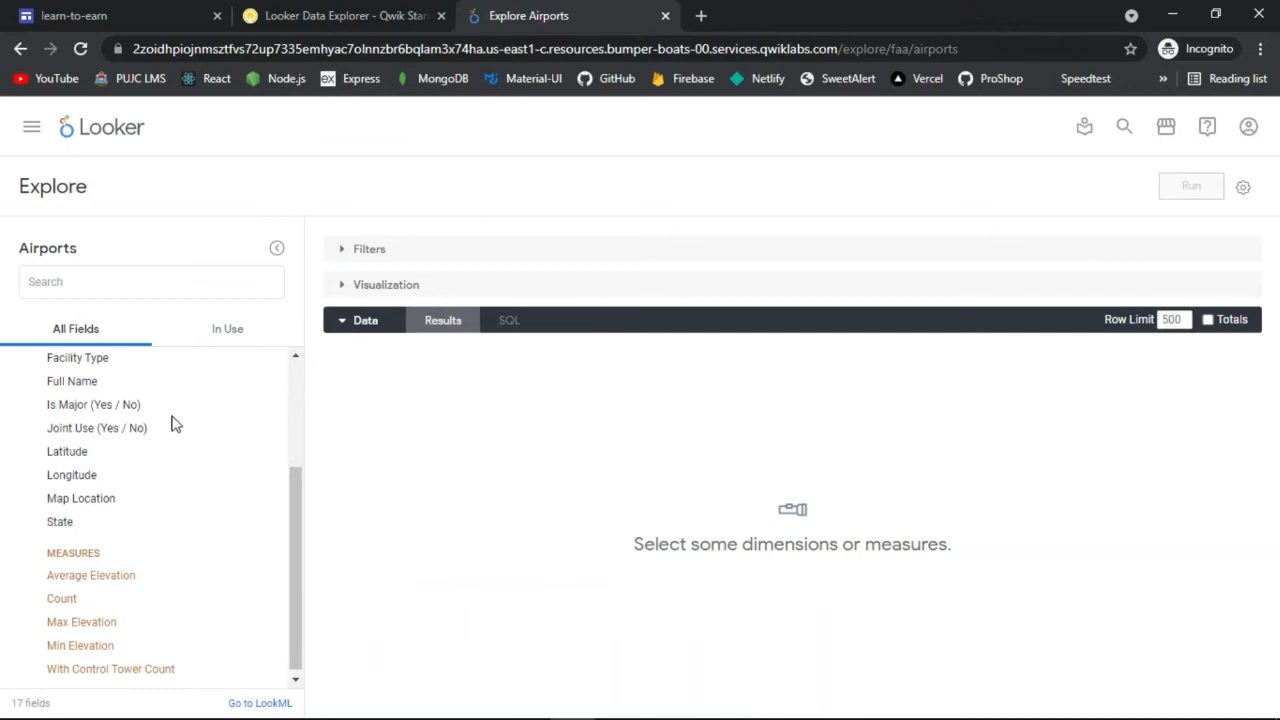 learn-to-earn
Looker Data Explorer - Qwik Star
Explore Airports
2zoidhpiojnmsztfvs72up7335emhyac7olnnzbr6bqlam3x74ha.us-east1-c.resources.bumper-boats-00.services.qwiklabs.com/explore/faa/airports
Incognito
YouTube
PUJC LMS
React
Node.js
ex Express
MongoDB
Material-UI
GitHub
Firebase
Netlify
SweetAlert
Vercel
ProShop
Speedtest
»
Reading list
Looker
Explore
Run
Airports
Search
All Fields
In Use
Facility Type
Full Name
Is Major (Yes / No)
Joint Use (Yes / No)
Latitude
Longitude
Map Location
State
MEASURES
Average Elevation
Count
Max Elevation
Min Elevation
With Control Tower Count
17 fields
Go to LookML
Filters
Visualization
Data
Results
SQL
Row Limit 500
Totals
Select some dimensions or measures.